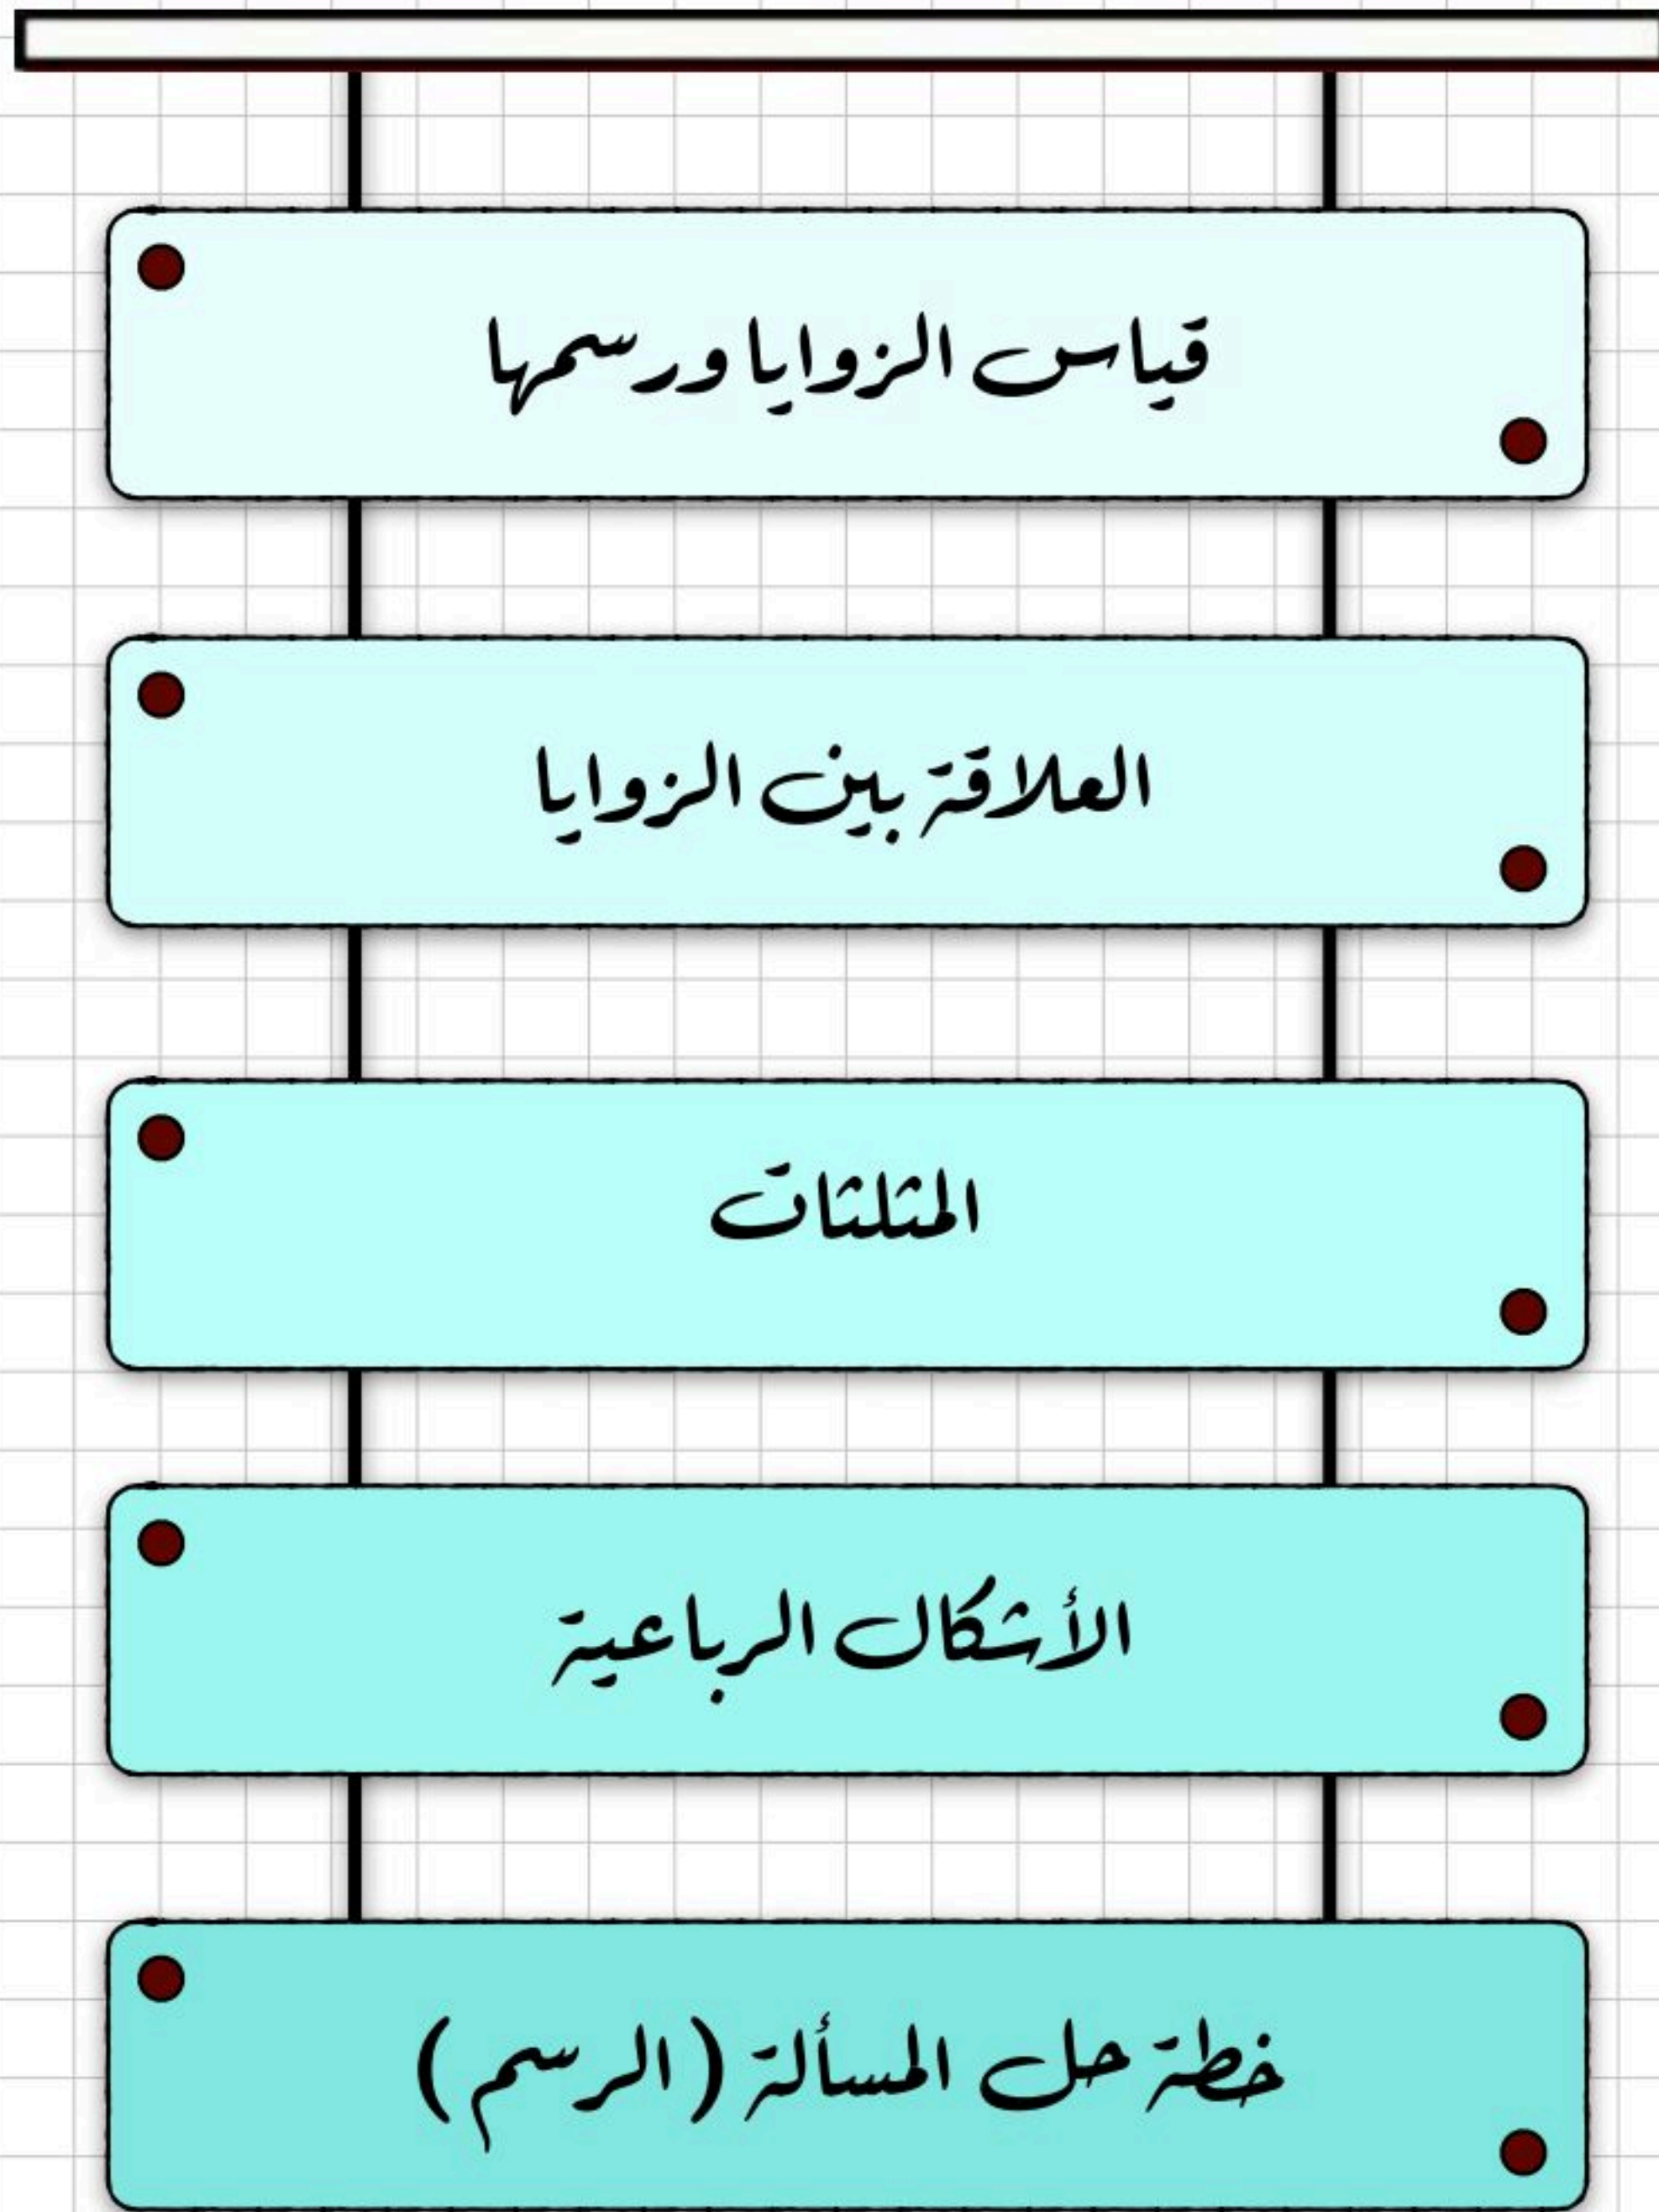 قياس الزوايا ورسمها
العلاقة بين الزوايا
المثلثات
الأشكال الرباعية
خطة حل المسألة ( الرسم )